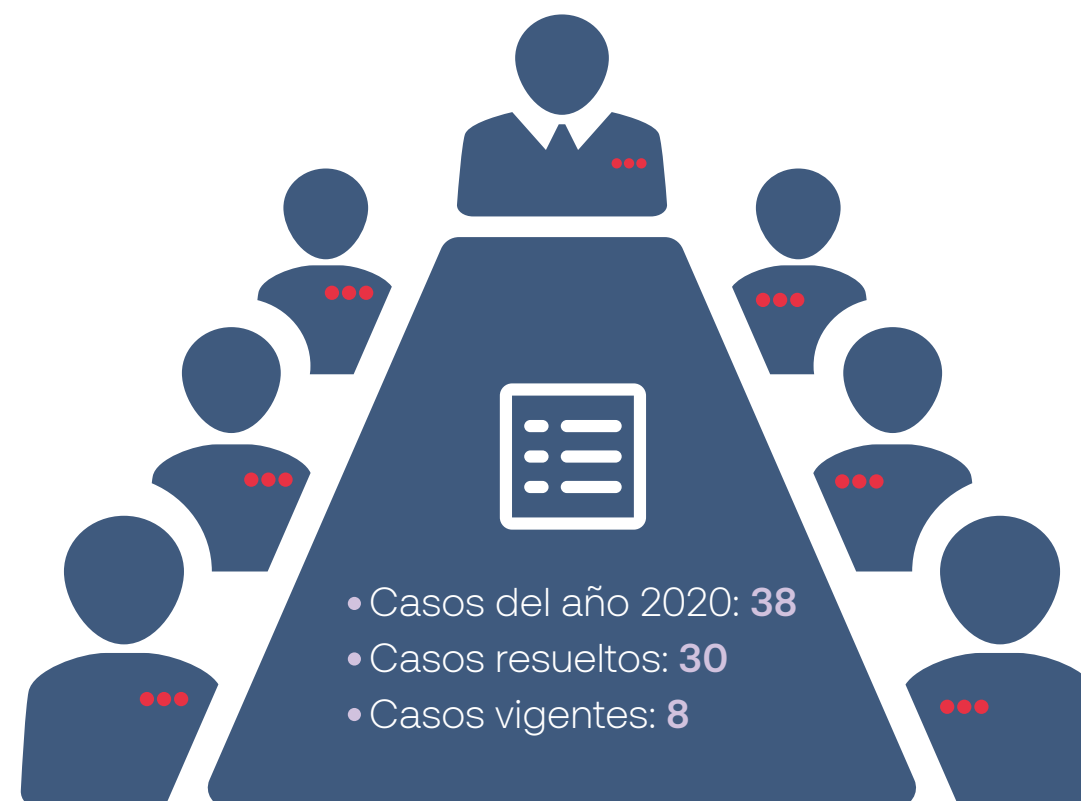 • Casos del año 2020: 38
• Casos resueltos: 30
• Casos vigentes: 8